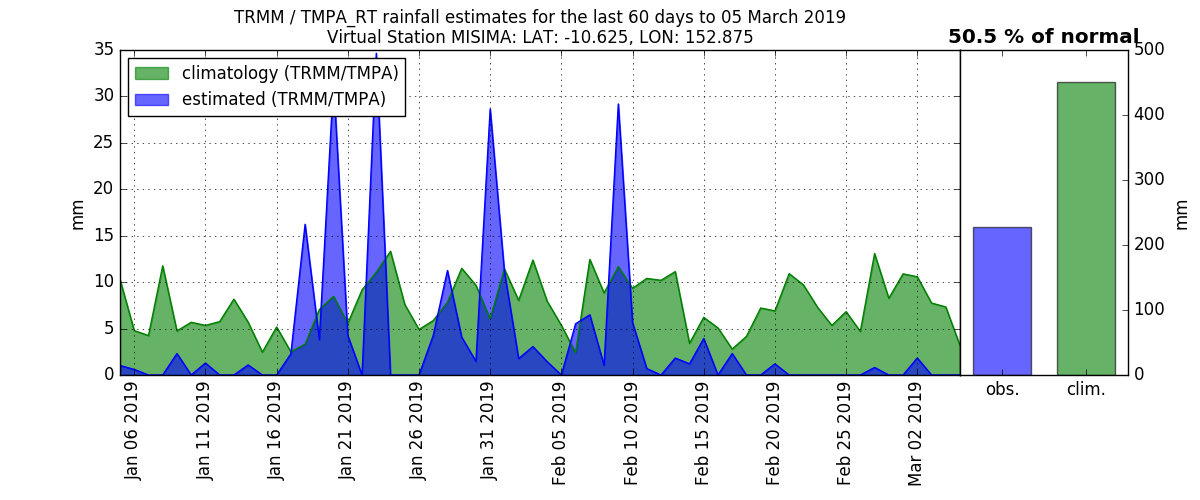 TRMM / TMPA_RT rainfall estimates for the last 60 days to 05 March 2019
Virtual Station MISIMA: LAT: -10.625, LON: 152.875
50.5 % of normal
climatology (TRMM/TMPA)
estimated (TRMM/TMPA)
35
30
25
20
15
10
5
0
mm
Jan 06 2019
Jan 11 2019
Jan 16 2019
Jan 21 2019
Jan 26 2019
Jan 31 2019
Feb 05 2019
Feb 10 2019
Feb 15 2019
Feb 20 2019
Feb 25 2019
Mar 02 2019
500
400
300
200
100
0
mm
obs.
clim.